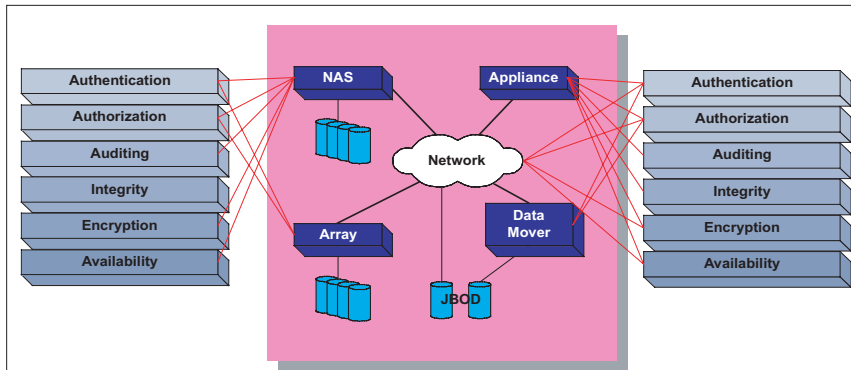 Authentication
Authorization
Auditing
Integrity
Encryption
Availability
NAS
Appliance
Network
Array
Data
Mover
JBOD
Authentication
Authorization
Auditing
Integrity
Encryption
Availability